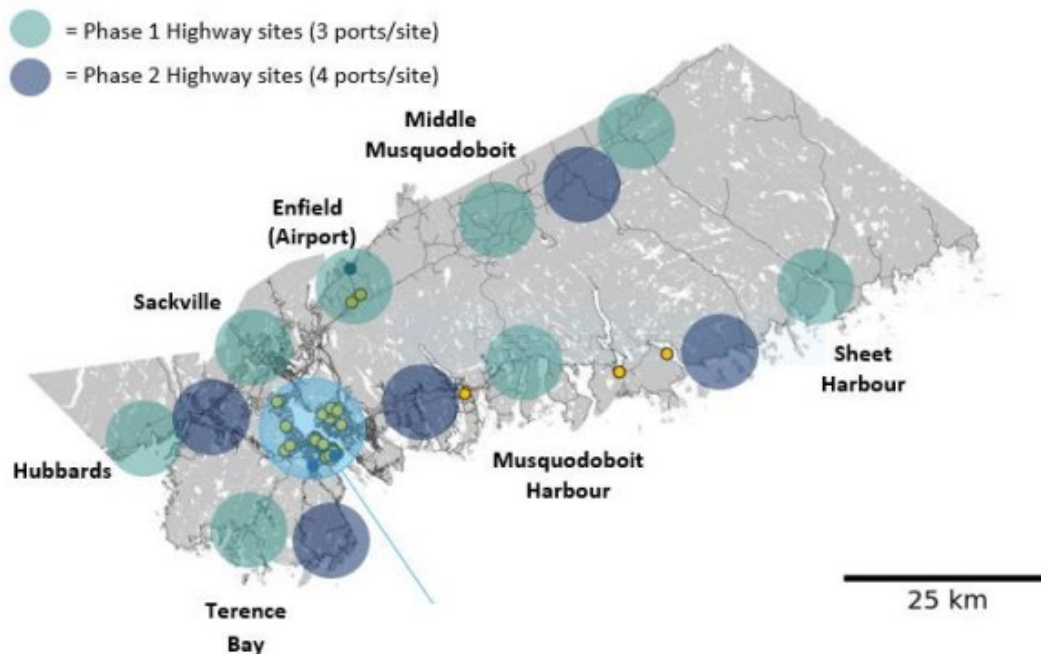 = Phase 1 Highway sites (3 ports/site)
= Phase 2 Highway sites (4 ports/site)
Middle
Musquodoboit
Enfield
(Airport)
Sackville
Sheet
Harbour
Hubbards
Musquodoboit
Harbour
25 km
Terence
Bay